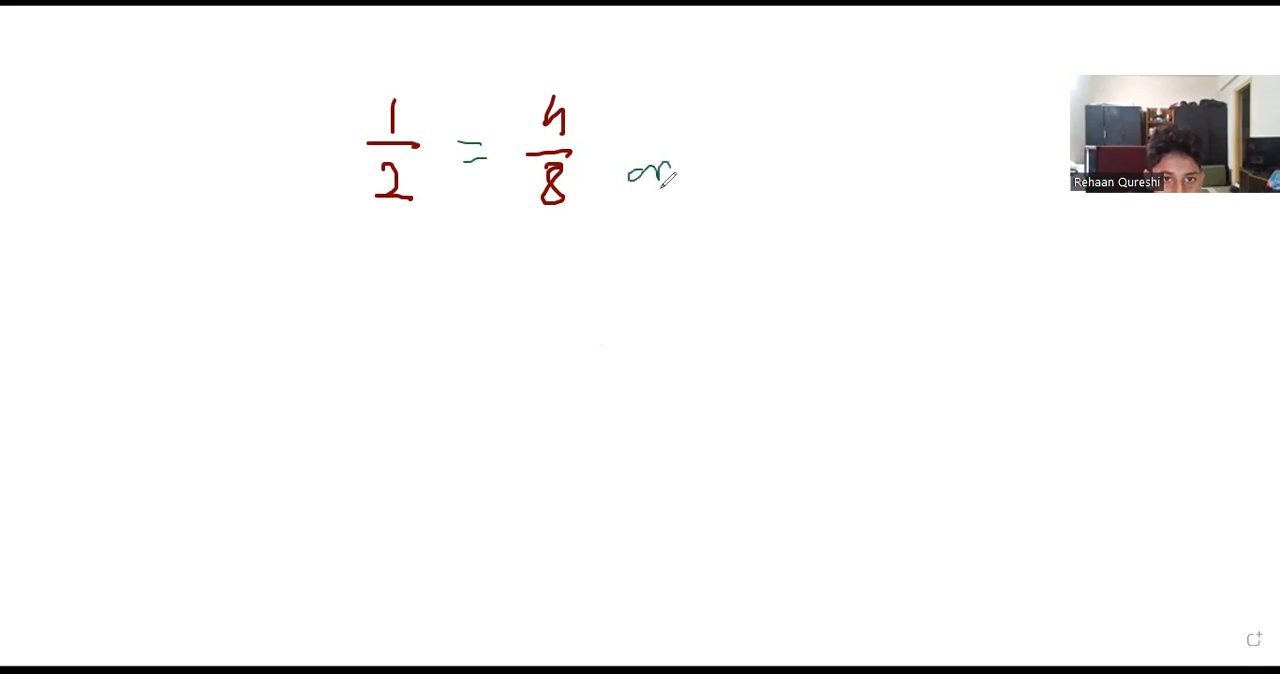 1/2 = 4/8 or
Rehaan Qureshi